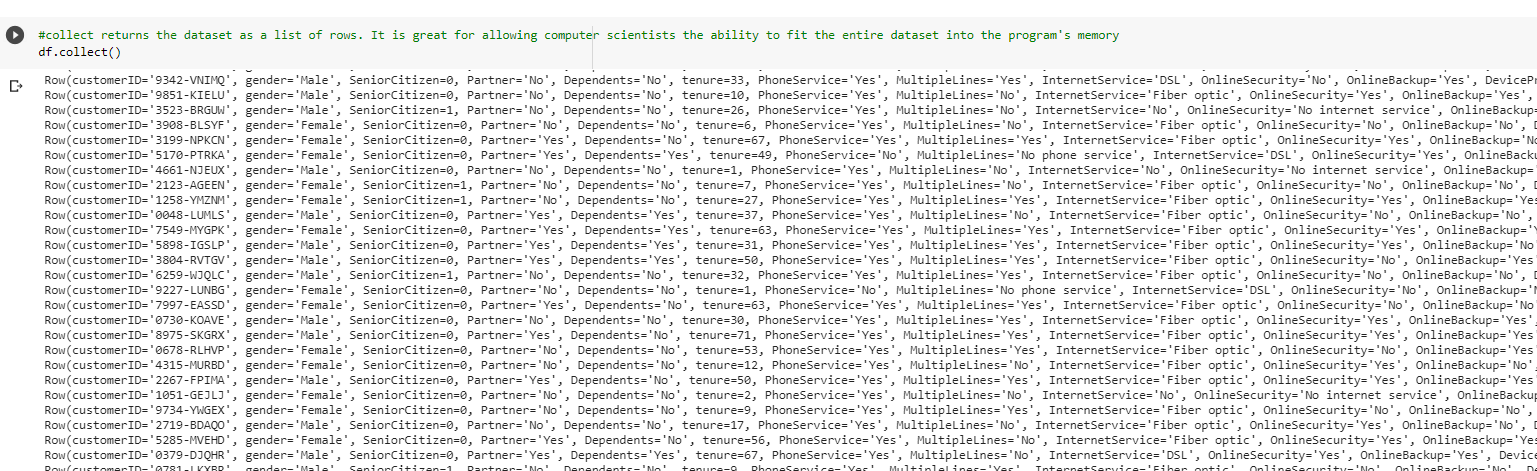 #collect returns the dataset as a list of rows. It is great for allowing computer scientists the ability to fit the entire dataset into the program's memory
df.collect()
Row(customerID='9342-VNIMQ', gender='Male', SeniorCitizen=0, Partner='No', Dependents='No', tenure=33, PhoneService='Yes', MultipleLines='Yes', InternetService='DSL', OnlineSecurity='No', OnlineBackup='Yes', DevicePr
Row(customerID='9851-KIELU', gender='Male', SeniorCitizen=0, Partner='No', Dependents='No', tenure=10, PhoneService='Yes', MultipleLines='No', InternetService='Fiber optic', OnlineSecurity='Yes', OnlineBackup='Yes',
Row(customerID='3523-BRGUW', gender='Male', SeniorCitizen=1, Partner='No', Dependents='No', tenure=26, PhoneService='Yes', MultipleLines='Yes', InternetService='No', OnlineSecurity='No internet service', OnlineBackup=
Row(customerID='3908-BLSYF', gender='Female', SeniorCitizen=0, Partner='No', Dependents='No', tenure=6, PhoneService='Yes', MultipleLines='No', InternetService='Fiber optic', OnlineSecurity='No', OnlineBackup='No', D
Row(customerID='3199-NPKCN', gender='Female', SeniorCitizen=0, Partner='Yes', Dependents='No', tenure=67, PhoneService='Yes', MultipleLines='Yes', InternetService='Fiber optic', OnlineSecurity='Yes', OnlineBackup='No
Row(customerID='5170-PTRKA', gender='Female', SeniorCitizen=0, Partner='Yes', Dependents='Yes', tenure=49, PhoneService='No', MultipleLines='No phone service', InternetService='DSL', OnlineSecurity='Yes', OnlineBacku
Row(customerID='4661-NJEUX', gender='Male', SeniorCitizen=0, Partner='No', Dependents='Yes', tenure=1, PhoneService='Yes', MultipleLines='No', InternetService='No', OnlineSecurity='No internet service', OnlineBackup=
Row(customerID='2123-AGEEN', gender='Female', SeniorCitizen=1, Partner='No', Dependents='No', tenure=7, PhoneService='Yes', MultipleLines='No', InternetService='Fiber optic', OnlineSecurity='No', OnlineBackup='No', D
Row(customerID='1258-YMZNM', gender='Female', SeniorCitizen=1, Partner='No', Dependents='No', tenure=27, PhoneService='Yes', MultipleLines='Yes', InternetService='Fiber optic', OnlineSecurity='Yes', OnlineBackup='Yes
Row(customerID='0048-LUMLS', gender='Male', SeniorCitizen=0, Partner='Yes', Dependents='Yes', tenure=37, PhoneService='Yes', MultipleLines='No', InternetService='Fiber optic', OnlineSecurity='No', OnlineBackup='No',
Row(customerID='7549-MYGPK', gender='Female', SeniorCitizen=0, Partner='Yes', Dependents='Yes', tenure=63, PhoneService='Yes', MultipleLines='Yes', InternetService='Fiber optic', OnlineSecurity='Yes', OnlineBackup='Y
Row(customerID='5898-IGSLP', gender='Male', SeniorCitizen=0, Partner='Yes', Dependents='Yes', tenure=31, PhoneService='Yes', MultipleLines='Yes', InternetService='Fiber optic', OnlineSecurity='Yes', OnlineBackup='No'
Row(customerID='3804-RVTGV', gender='Female', SeniorCitizen=0, Partner='Yes', Dependents='Yes', tenure=50, PhoneService='Yes', MultipleLines='Yes', InternetService='Fiber optic', OnlineSecurity='No', OnlineBackup='Yes
Row(customerID='6259-WJQLC', gender='Male', SeniorCitizen=1, Partner='No', Dependents='No', tenure=32, PhoneService='Yes', MultipleLines='Yes', InternetService='Fiber optic', OnlineSecurity='No', OnlineBackup='No', D
Row(customerID='9227-LUNBG', gender='Male', SeniorCitizen=0, Partner='No', Dependents='No', tenure=1, PhoneService='No', MultipleLines='No phone service', InternetService='DSL', OnlineSecurity='No', OnlineBackup='N
Row(customerID='7997-EASSD', gender='Female', SeniorCitizen=0, Partner='Yes', Dependents='No', tenure=63, PhoneService='Yes', MultipleLines='Yes', InternetService='Fiber optic', OnlineSecurity='No', OnlineBackup='No
Row(customerID='0730-KOAVE', gender='Male', SeniorCitizen=0, Partner='No', Dependents='No', tenure=30, PhoneService='Yes', MultipleLines='Yes', InternetService='Fiber optic', OnlineSecurity='Yes', OnlineBackup='Yes',
Row(customerID='8975-SKGRX', gender='Male', SeniorCitizen=0, Partner='Yes', Dependents='No', tenure=71, PhoneService='Yes', MultipleLines='Yes', InternetService='Fiber optic', OnlineSecurity='Yes', OnlineBackup='Yes'
Row(customerID='0678-RLHVP', gender='Female', SeniorCitizen=0, Partner='No', Dependents='No', tenure=53, PhoneService='Yes', MultipleLines='Yes', InternetService='Fiber optic', OnlineSecurity='No', OnlineBackup='Yes
Row(customerID='4315-MURBD', gender='Female', SeniorCitizen=0, Partner='No', Dependents='No', tenure=12, PhoneService='Yes', MultipleLines='Yes', InternetService='Fiber optic', OnlineSecurity='Yes', OnlineBackup='No',
Row(customerID='2267-FPIMA', gender='Male', SeniorCitizen=0, Partner='Yes', Dependents='No', tenure=50, PhoneService='Yes', MultipleLines='Yes', InternetService='Fiber optic', OnlineSecurity='Yes', OnlineBackup='Yes'
Row(customerID='1051-GEJLJ', gender='Male', SeniorCitizen=0, Partner='No', Dependents='No', tenure=2, PhoneService='Yes', MultipleLines='No', InternetService='No', OnlineSecurity='No internet service', OnlineBackup=
Row(customerID='9734-YWGEX', gender='Female', SeniorCitizen=0, Partner='No', Dependents='No', tenure=9, PhoneService='Yes', MultipleLines='Yes', InternetService='Fiber optic', OnlineSecurity='No', OnlineBackup='No',
Row(customerID='2719-BDAQO', gender='Female', SeniorCitizen=0, Partner='No', Dependents='No', tenure=17, PhoneService='Yes', MultipleLines='No', InternetService='Fiber optic', OnlineSecurity='No', OnlineBackup='No', D
Row(customerID='5285-MVEHD', gender='Female', SeniorCitizen=0, Partner='Yes', Dependents='No', tenure=56, PhoneService='Yes', MultipleLines='No', InternetService='Fiber optic', OnlineSecurity='Yes', OnlineBackup='Yes
Row(customerID='0379-DJQHR', gender='Female', SeniorCitizen=0, Partner='Yes', Dependents='Yes', tenure=67, PhoneService='Yes', MultipleLines='No', InternetService='DSL', OnlineSecurity='Yes', OnlineBackup='Yes', Devic